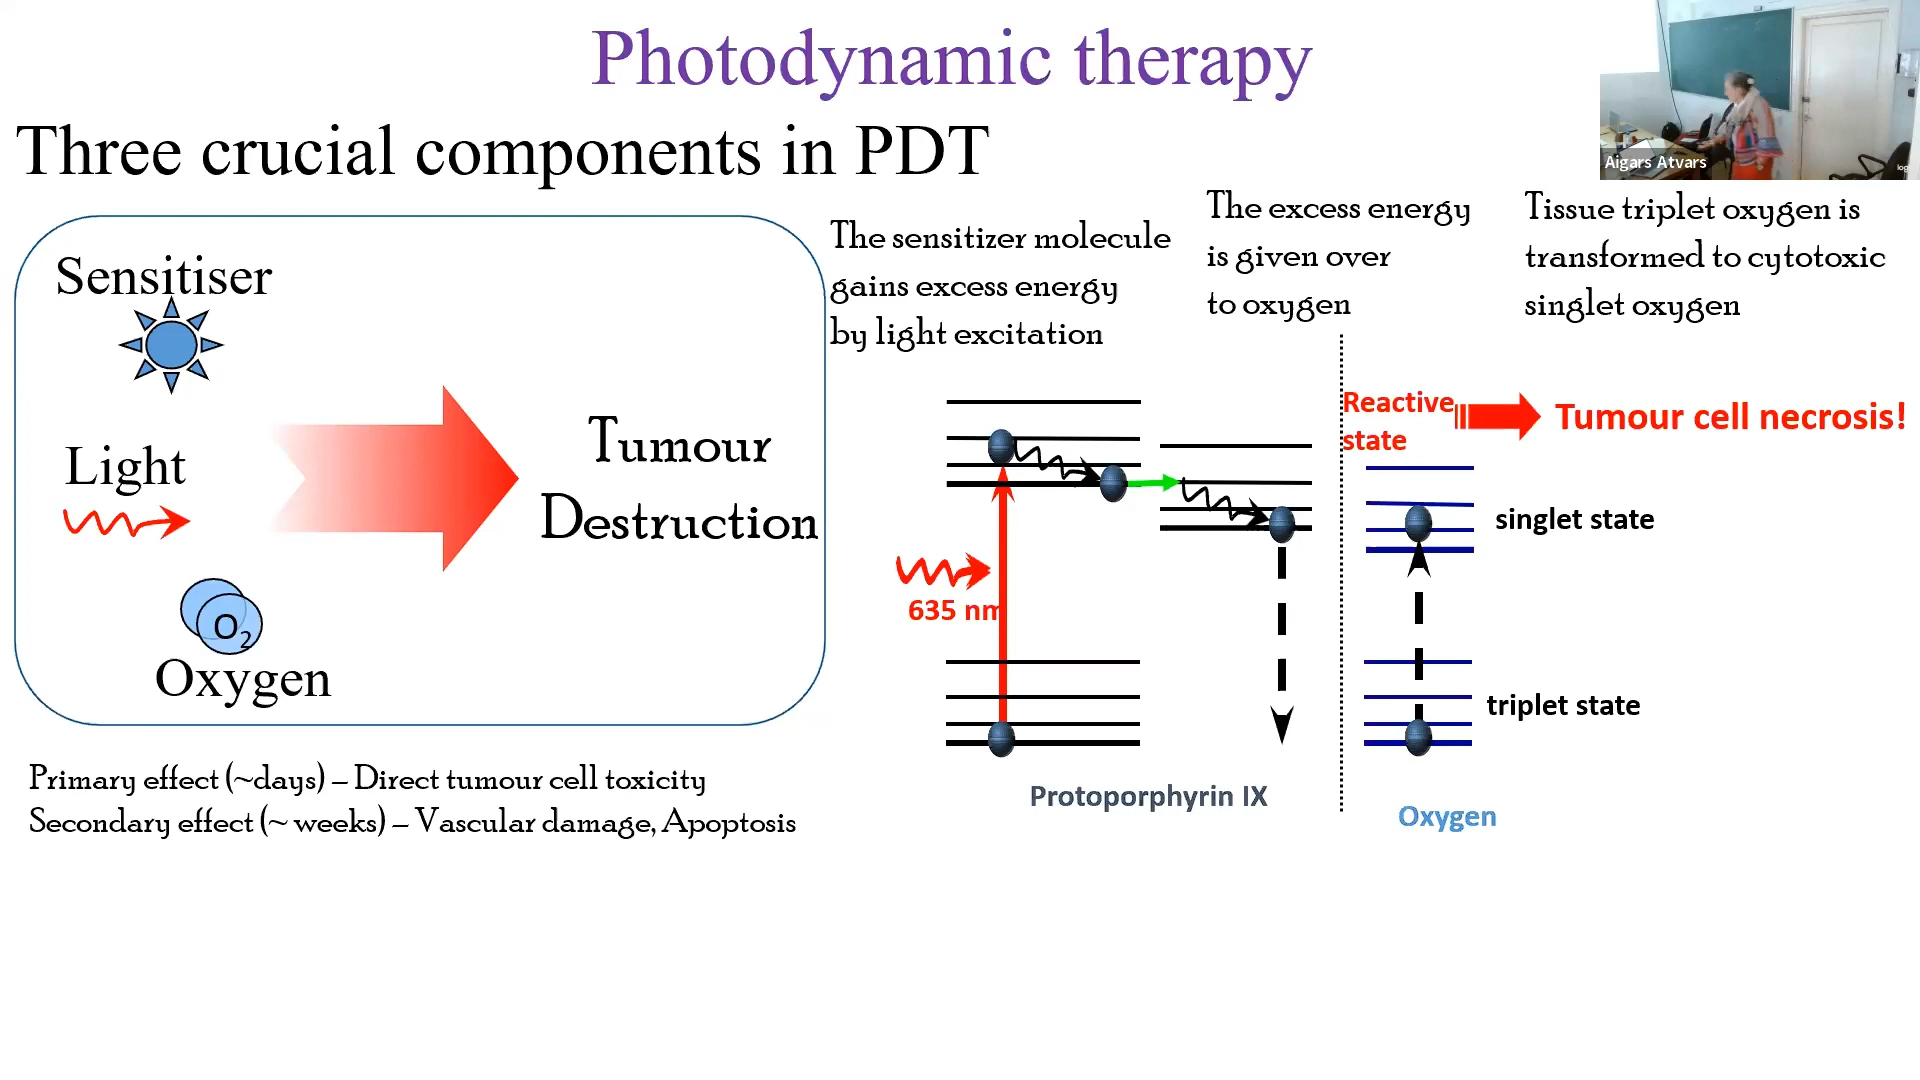 Photodynamic therapy
Three crucial components in PDT
Aigars Atvars
Sensitiser
Light
O2
Oxygen
Tumour
Destruction
Primary effect (~days) – Direct tumour cell toxicity
Secondary effect (~ weeks) – Vascular damage, Apoptosis
The sensitizer molecule
gains excess energy
by light excitation
The excess energy
is given over
to oxygen
Tissue triplet oxygen is
transformed to cytotoxic
singlet oxygen
Reactive
state
Tumour cell necrosis!
635 nm
singlet state
triplet state
Protoporphyrin IX
Oxygen